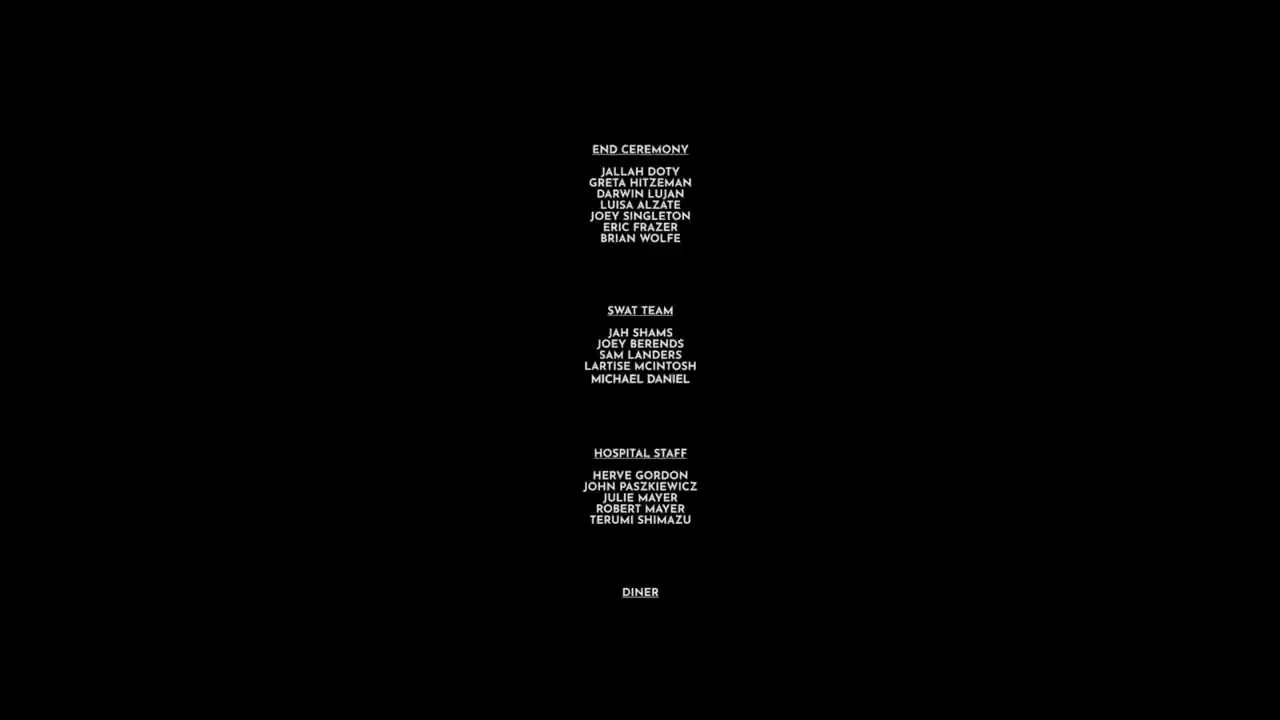 END CEREMONY
JALLAH DOTY
GRETA HITZEMAN
DARWIN LUJAN
LUISA ALZATE
JOEY SINGLETON
ERIC FRAZER
BRIAN WOLFE
SWAT TEAM
JAH SHAMS
JOEY BERENDS
SAM LANDERS
LARTISE MCINTOSH
MICHAEL DANIEL
HOSPITAL STAFF
HERVE GORDON
JOHN PASZKIEWICZ
JULIE MAYER
ROBERT MAYER
TERUMI SHIMAZU
DINER